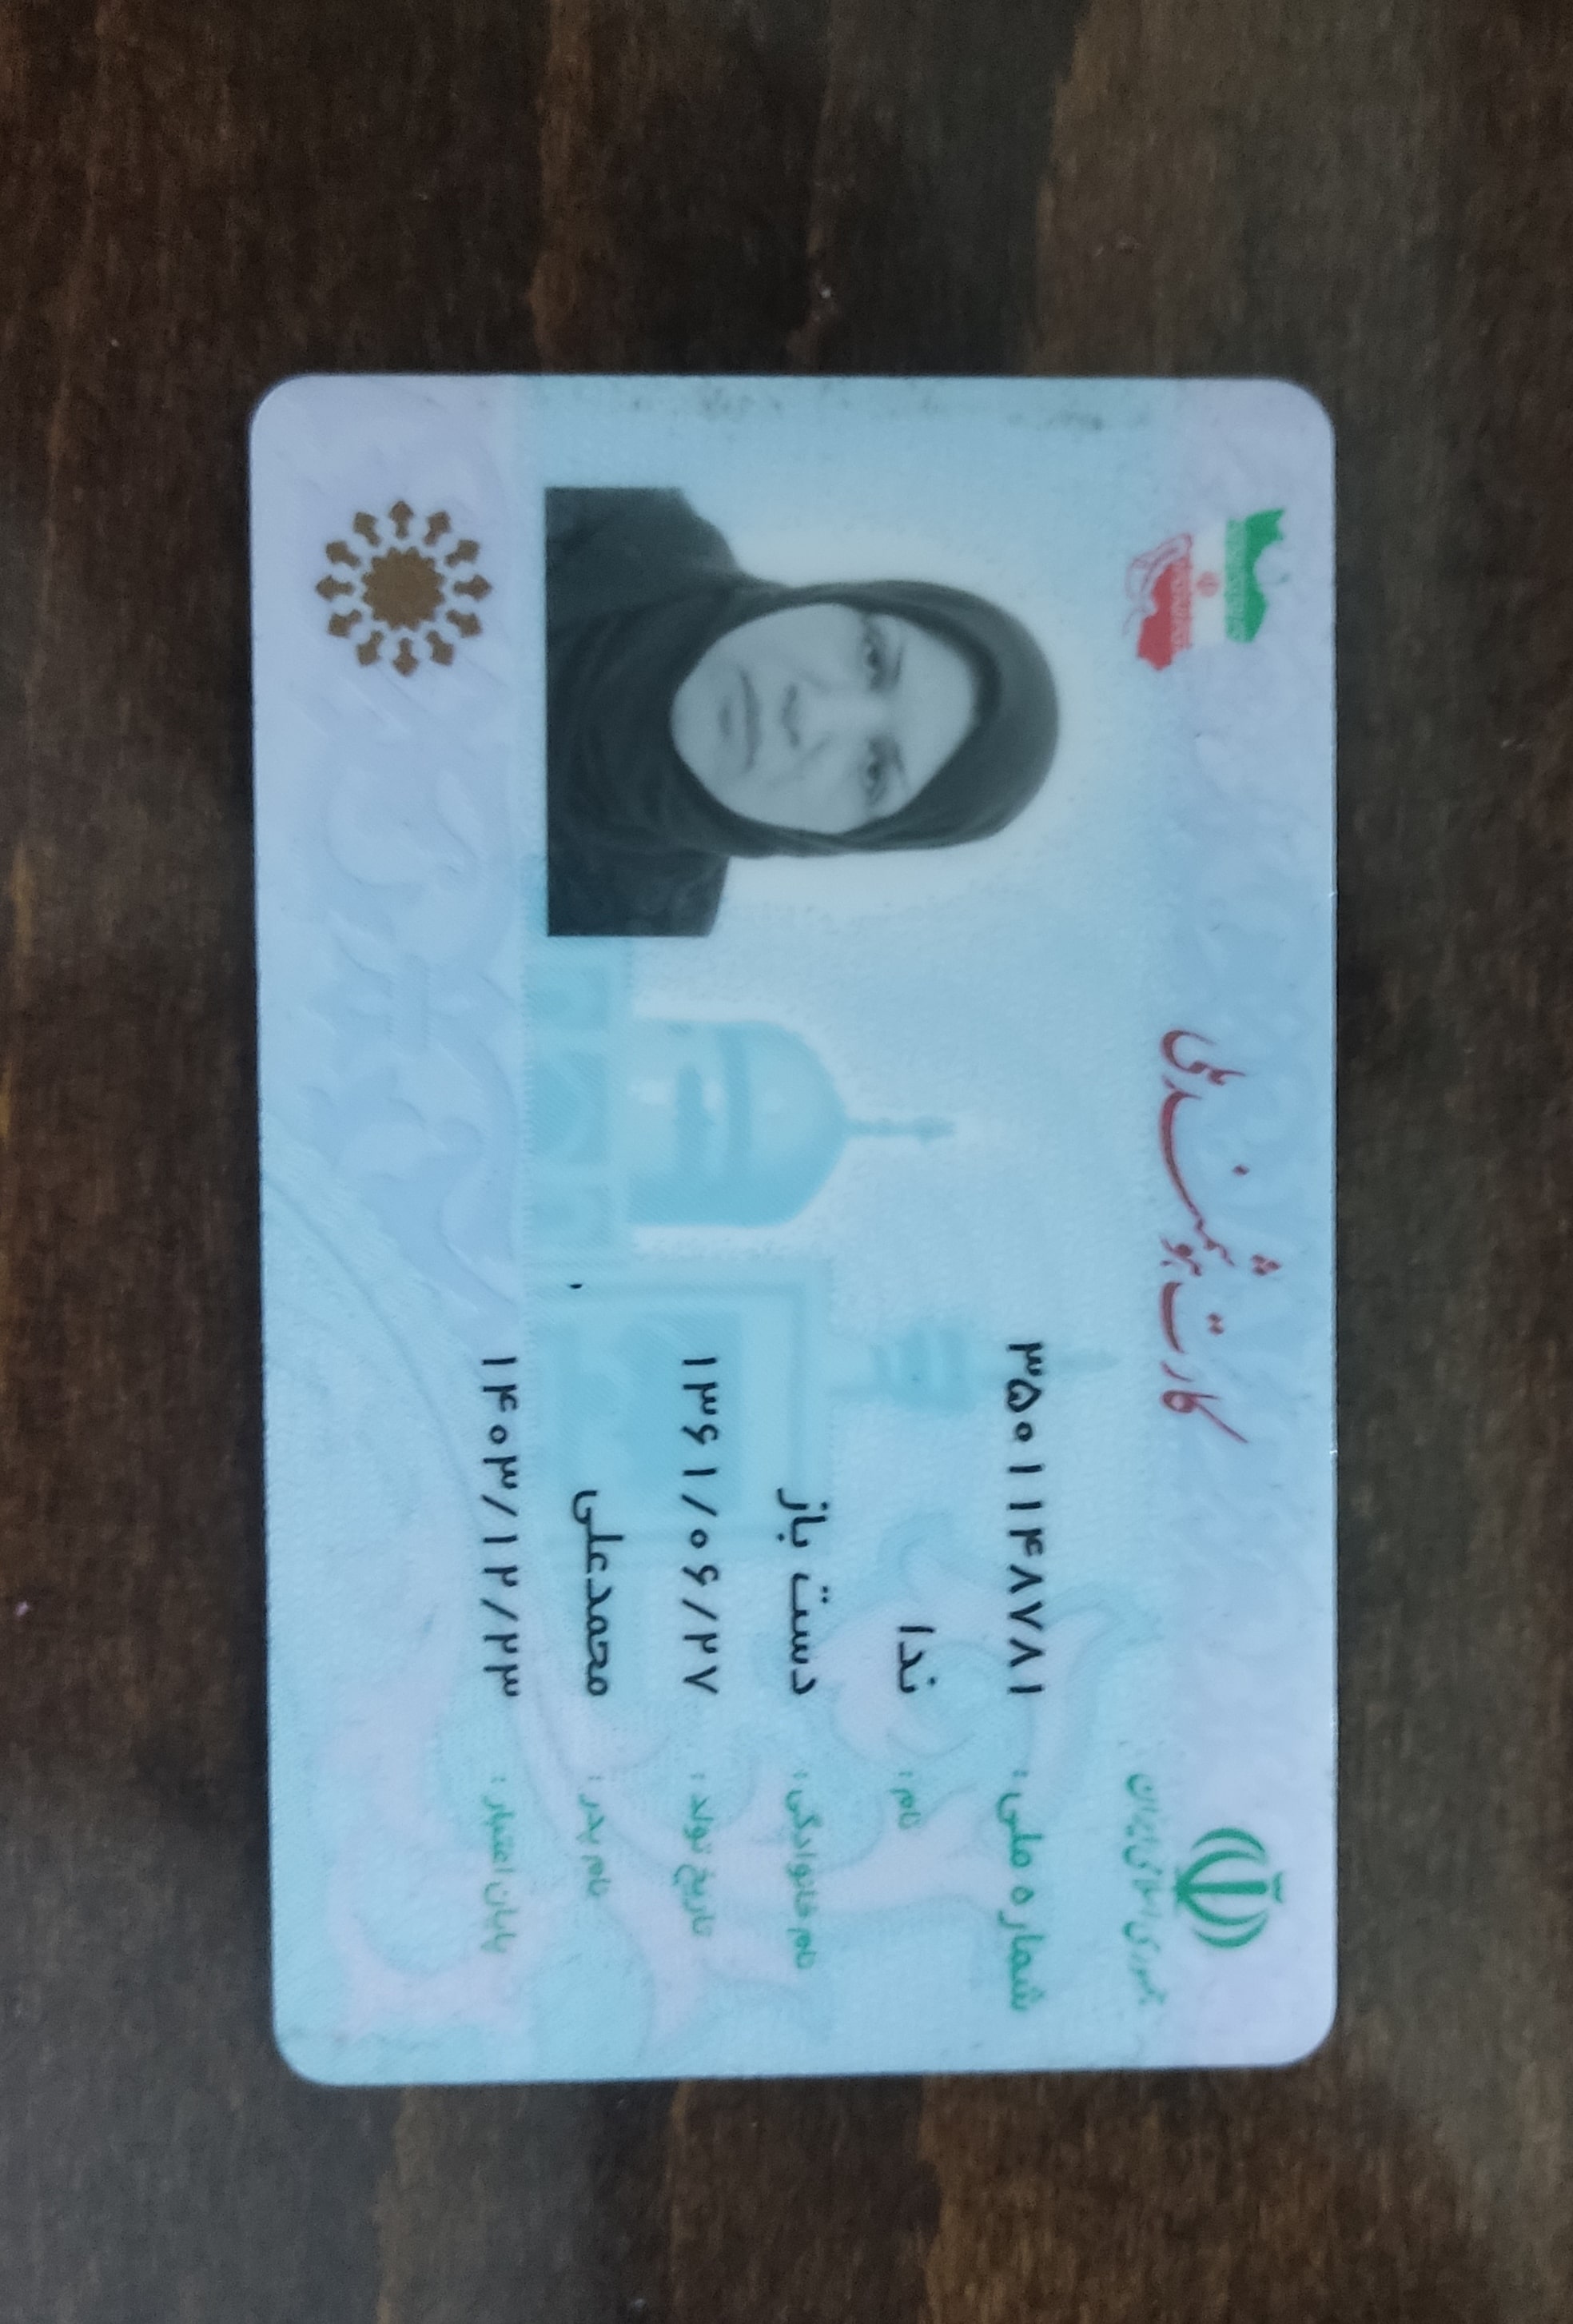 کارت هوشمند ملی
جمهوری اسلامی ایران
شماره ملی : ۳۵۰۱۱۴۸۷۸۱
نام : ندا
نام خانوادگی : دست باز
تاریخ تولد : ۱۳۶۱/۰۶/۲۷
نام پدر : محمدعلی
پایان اعتبار : ۱۴۰۳/۱۲/۲۳